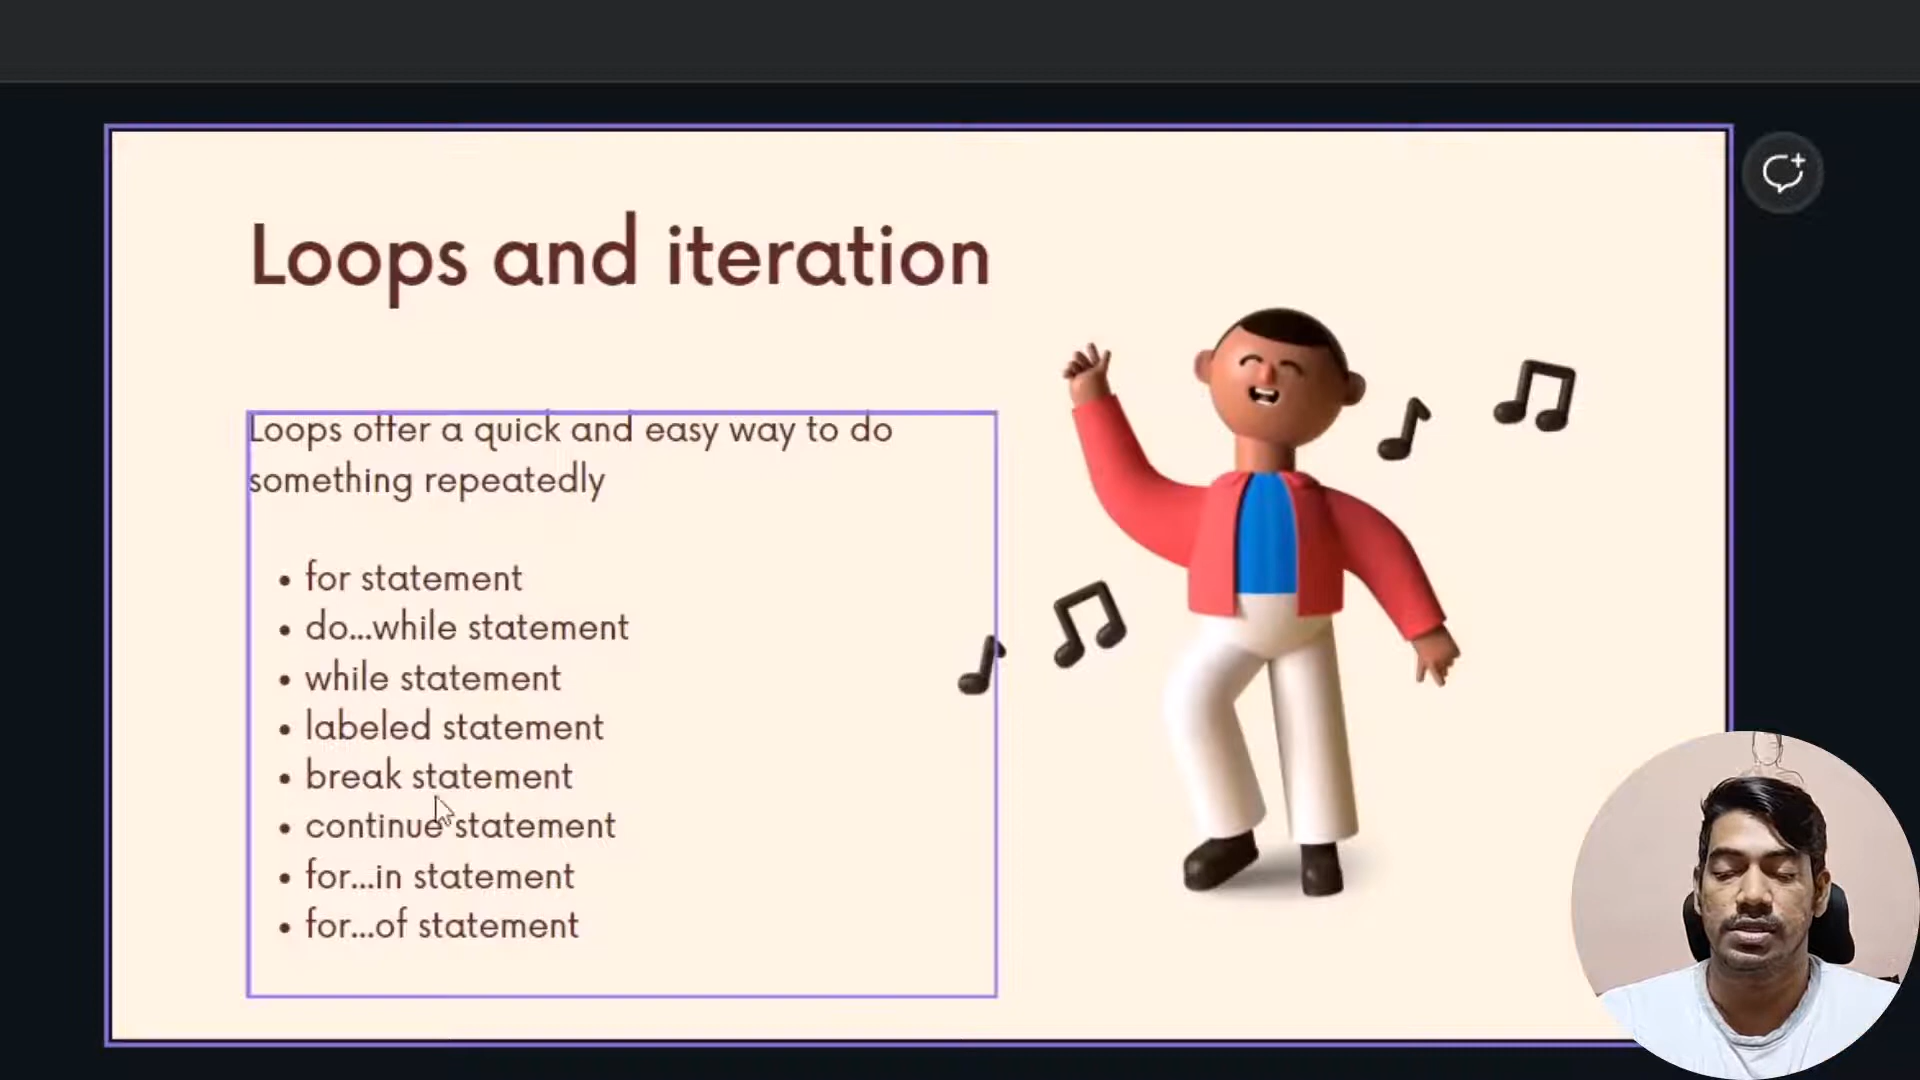 Loops and iteration
Loops offer a quick and easy way to do
something repeatedly
• for statement
• do...while statement
• while statement
• labeled statement
• break statement
• continue statement
• for...in statement
• for...of statement